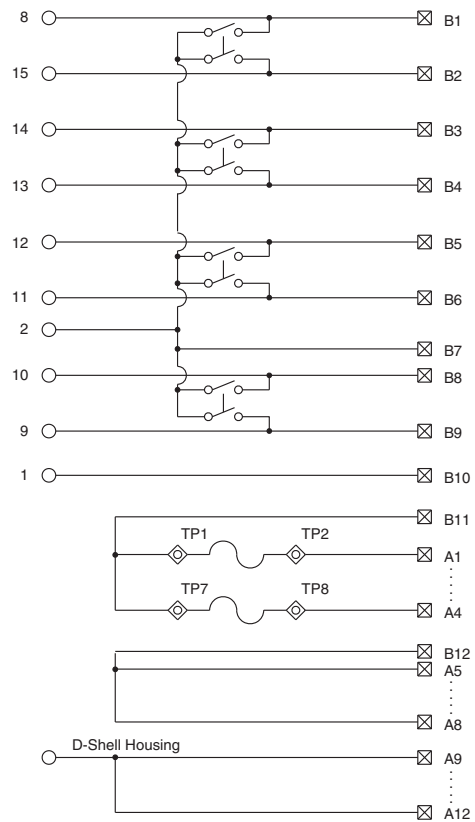 8 B1
15 B2
14 B3
13 B4
12 B5
11 B6
2
B7
10 B8
9 B9
1 B10
B11
TP1 TP2
A1
TP7 TP8
A4
B12
A5
A8
D-Shell Housing
A9
A12